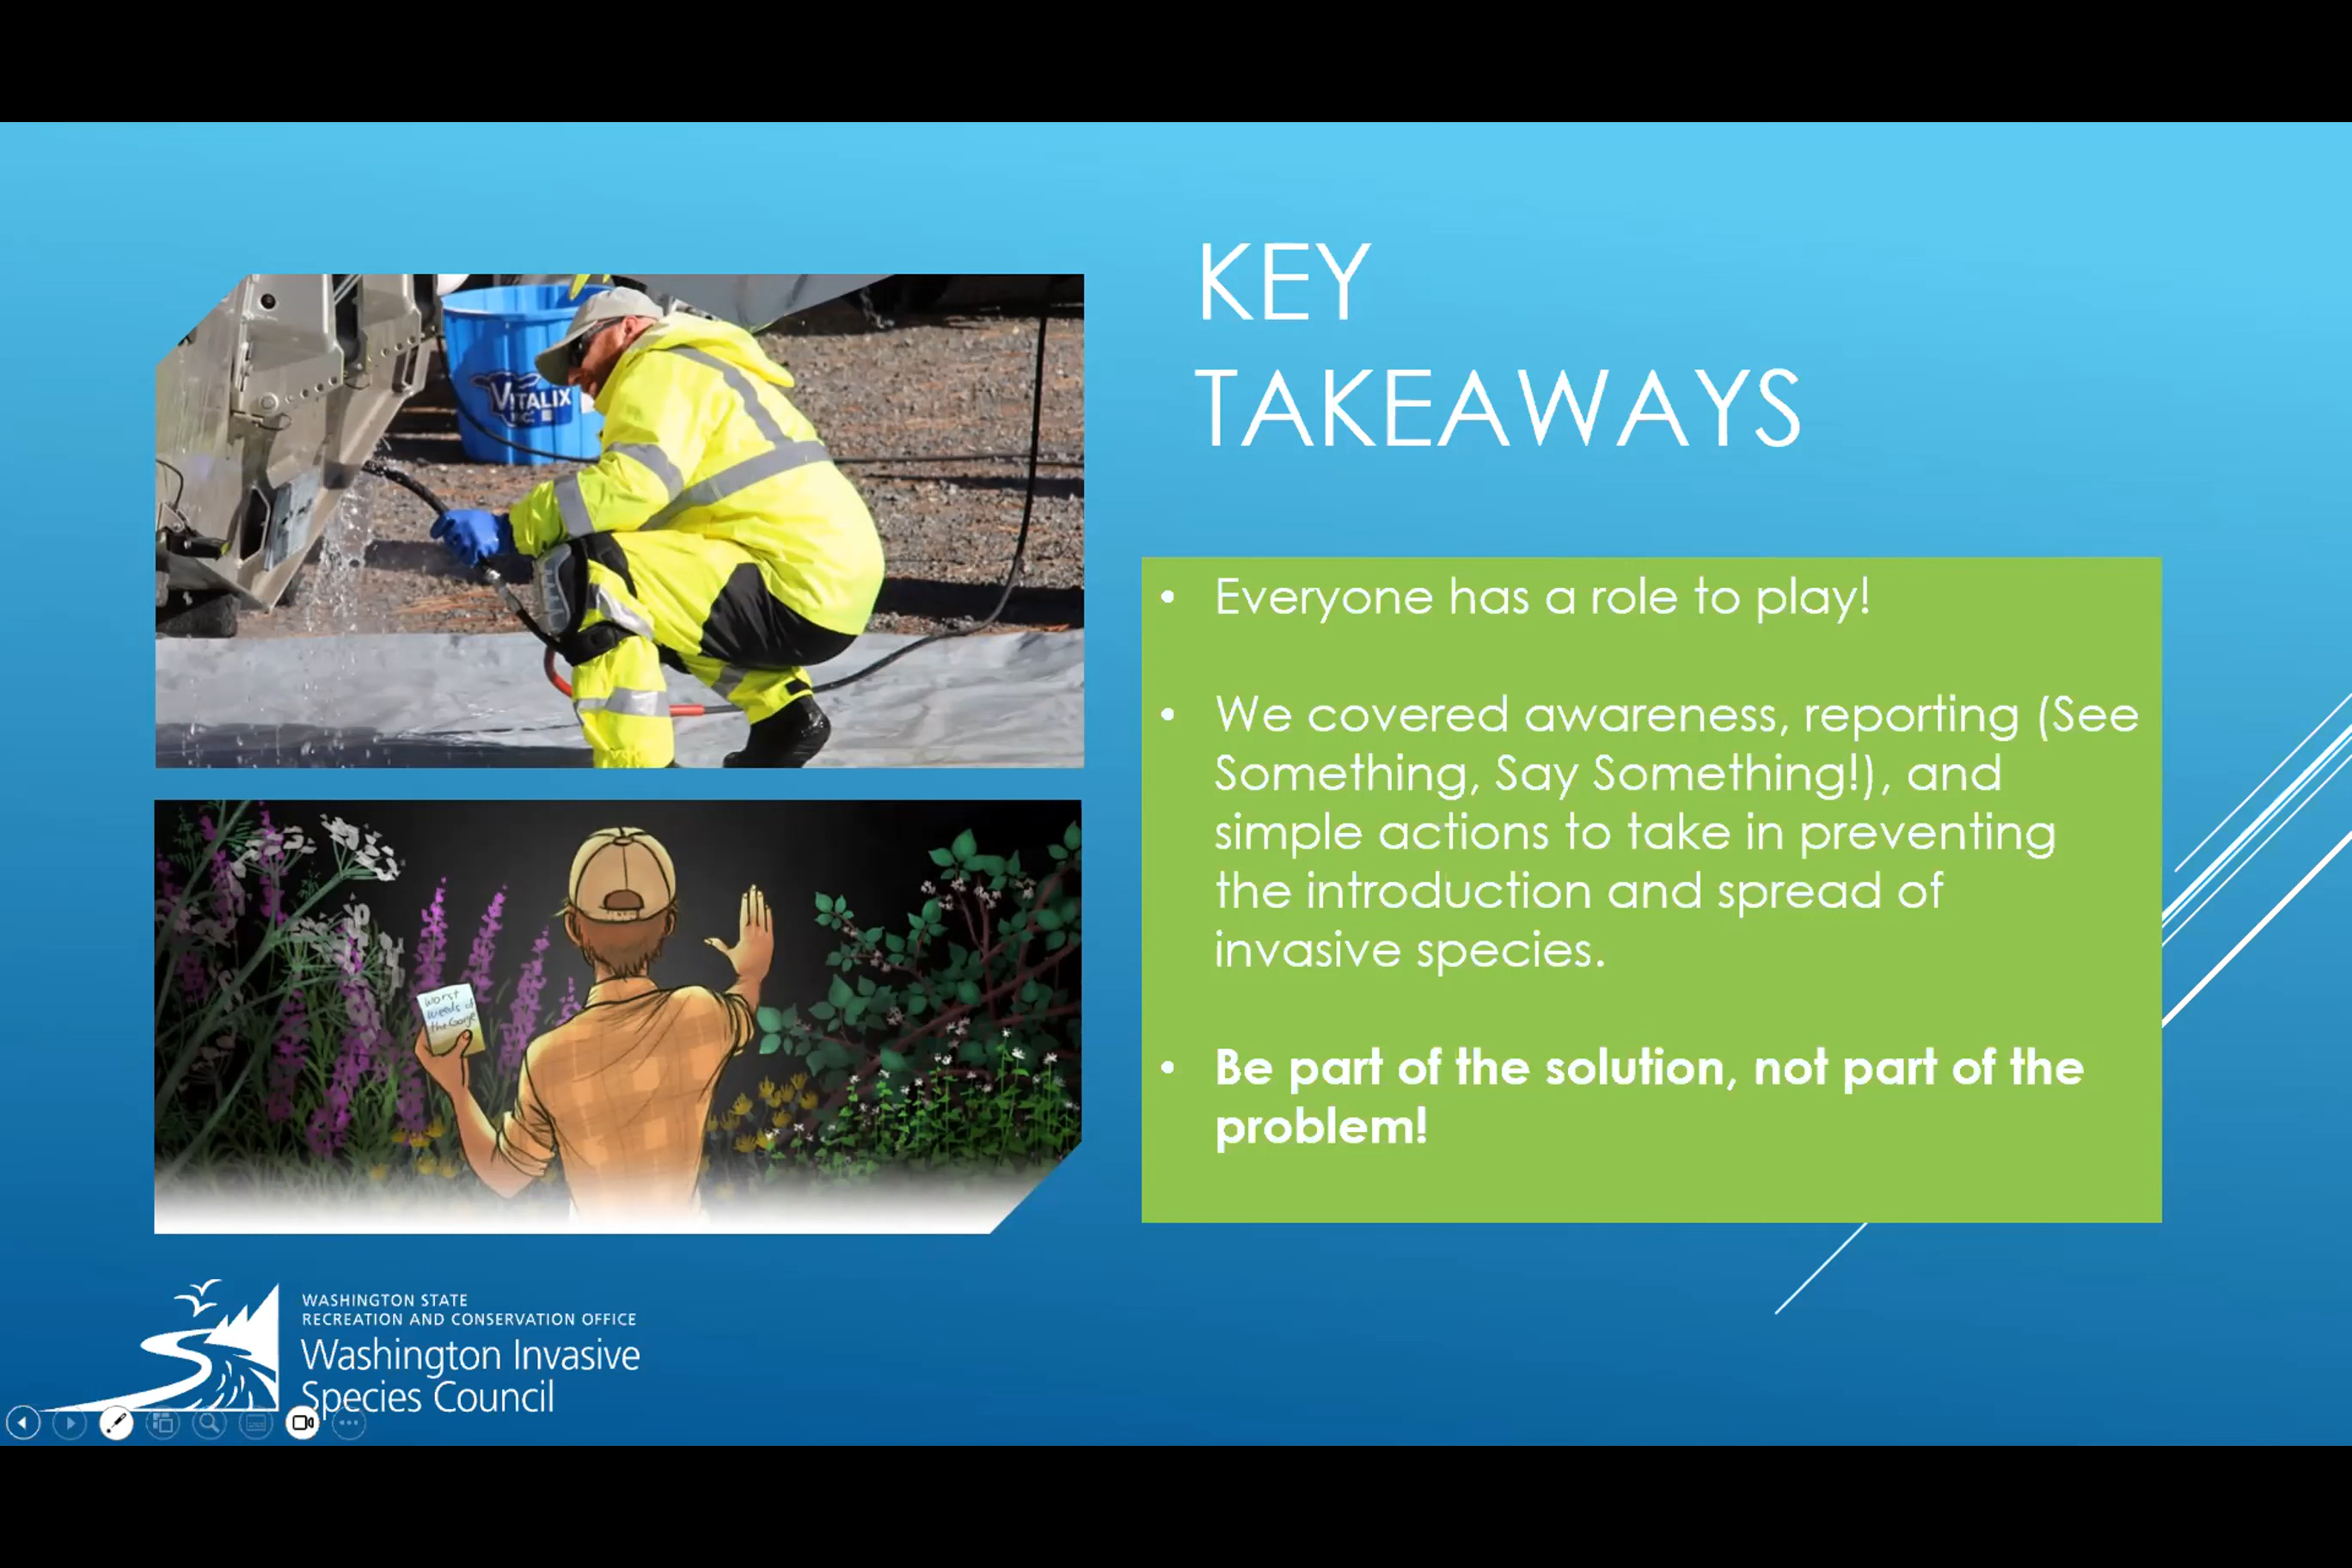 KEY
TAKEAWAYS
VITALIX
• Everyone has a role to play!
• We covered awareness, reporting (See
Something, Say Something!), and
simple actions to take in preventing
the introduction and spread of
invasive species.
• Be part of the solution, not part of the
problem!
Worst
Weeds of
the Gorge
WASHINGTON STATE
RECREATION AND CONSERVATION OFFICE
Washington Invasive
Species Council